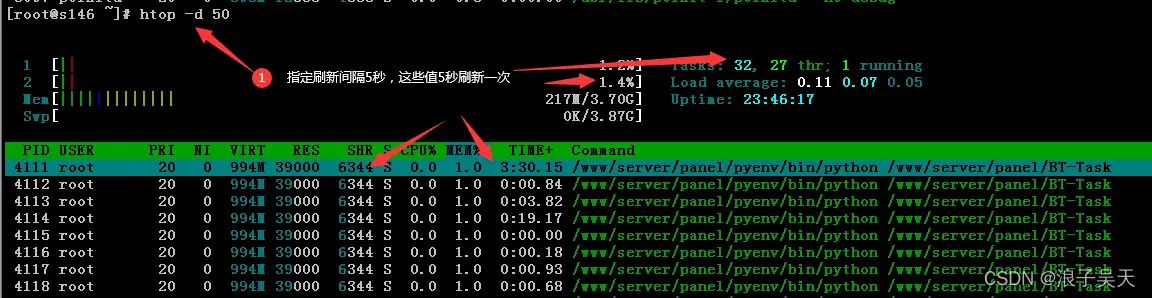 [root@s146 ~]# htop -d 50
1 指定刷新间隔5秒，这些值5秒刷新一次
1 [|| 1.2%] Tasks: 32, 27 thr; 1 running
2 [|| 1.4%] Load average: 0.11 0.07 0.05
Mem[||||||||||||||| 217M/3.70G] Uptime: 23:46:17
Swp[ 0K/3.87G]
PID USER PRI NI VIRT RES SHR S CPU% MEM% TIME+ Command
4111 root 20 0 994M 39000 6344 S 0.0 1.0 3:30.15 /www/server/panel/pyenv/bin/python /www/server/panel/BT-Task
4112 root 20 0 994M 39000 6344 S 0.0 1.0 0:00.84 /www/server/panel/pyenv/bin/python /www/server/panel/BT-Task
4113 root 20 0 994M 39000 6344 S 0.0 1.0 0:03.82 /www/server/panel/pyenv/bin/python /www/server/panel/BT-Task
4114 root 20 0 994M 39000 6344 S 0.0 1.0 0:19.17 /www/server/panel/pyenv/bin/python /www/server/panel/BT-Task
4115 root 20 0 994M 39000 6344 S 0.0 1.0 0:00.00 /www/server/panel/pyenv/bin/python /www/server/panel/BT-Task
4116 root 20 0 994M 39000 6344 S 0.0 1.0 0:00.18 /www/server/panel/pyenv/bin/python /www/server/panel/BT-Task
4117 root 20 0 994M 39000 6344 S 0.0 1.0 0:00.93 /www/server/panel/pyenv/bin/python /www/server/panel/BT-Task
4118 root 20 0 994M 39000 6344 S 0.0 1.0 0:00.68 /www/server/panel/pyenv/bin/python /www/server/panel/BT-Task
CSDN @浪子吴天